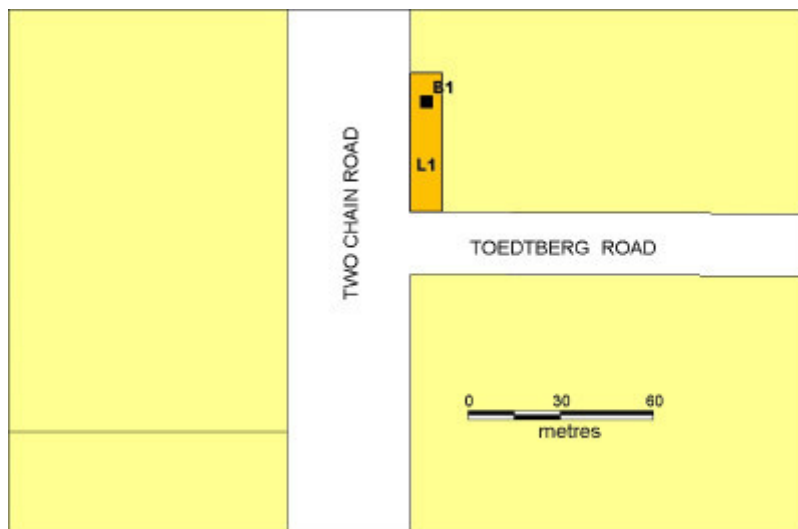 B1
L1
TWO CHAIN ROAD
TOEDTBERG ROAD
0 30 60
metres